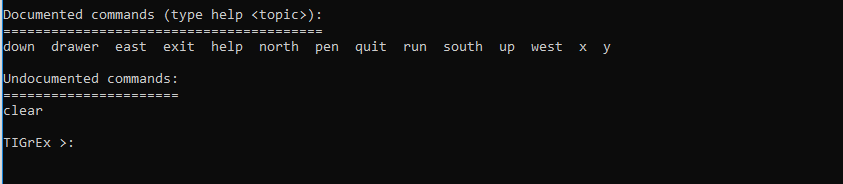 Documented commands (type help <topic>):
========================================
down  drawer  east  exit  help  north  pen  quit  run  south  up  west  x  y
Undocumented commands:
======================
clear
TIGrEx >: